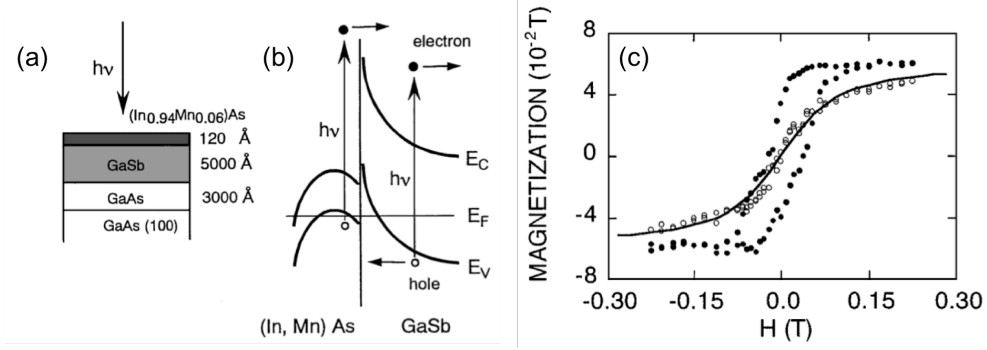 (a)
hν
(In0.94Mn0.06)As
120 Å
GaSb 5000 Å
GaAs 3000 Å
GaAs (100)
(b)
electron
hν
hν
EC
EF
EV
hole
(In, Mn) As GaSb
(c)
MAGNETIZATION (10-2T)
8
4
0
-4
-8
-0.30 -0.15 0.0 0.15 0.30
H (T)